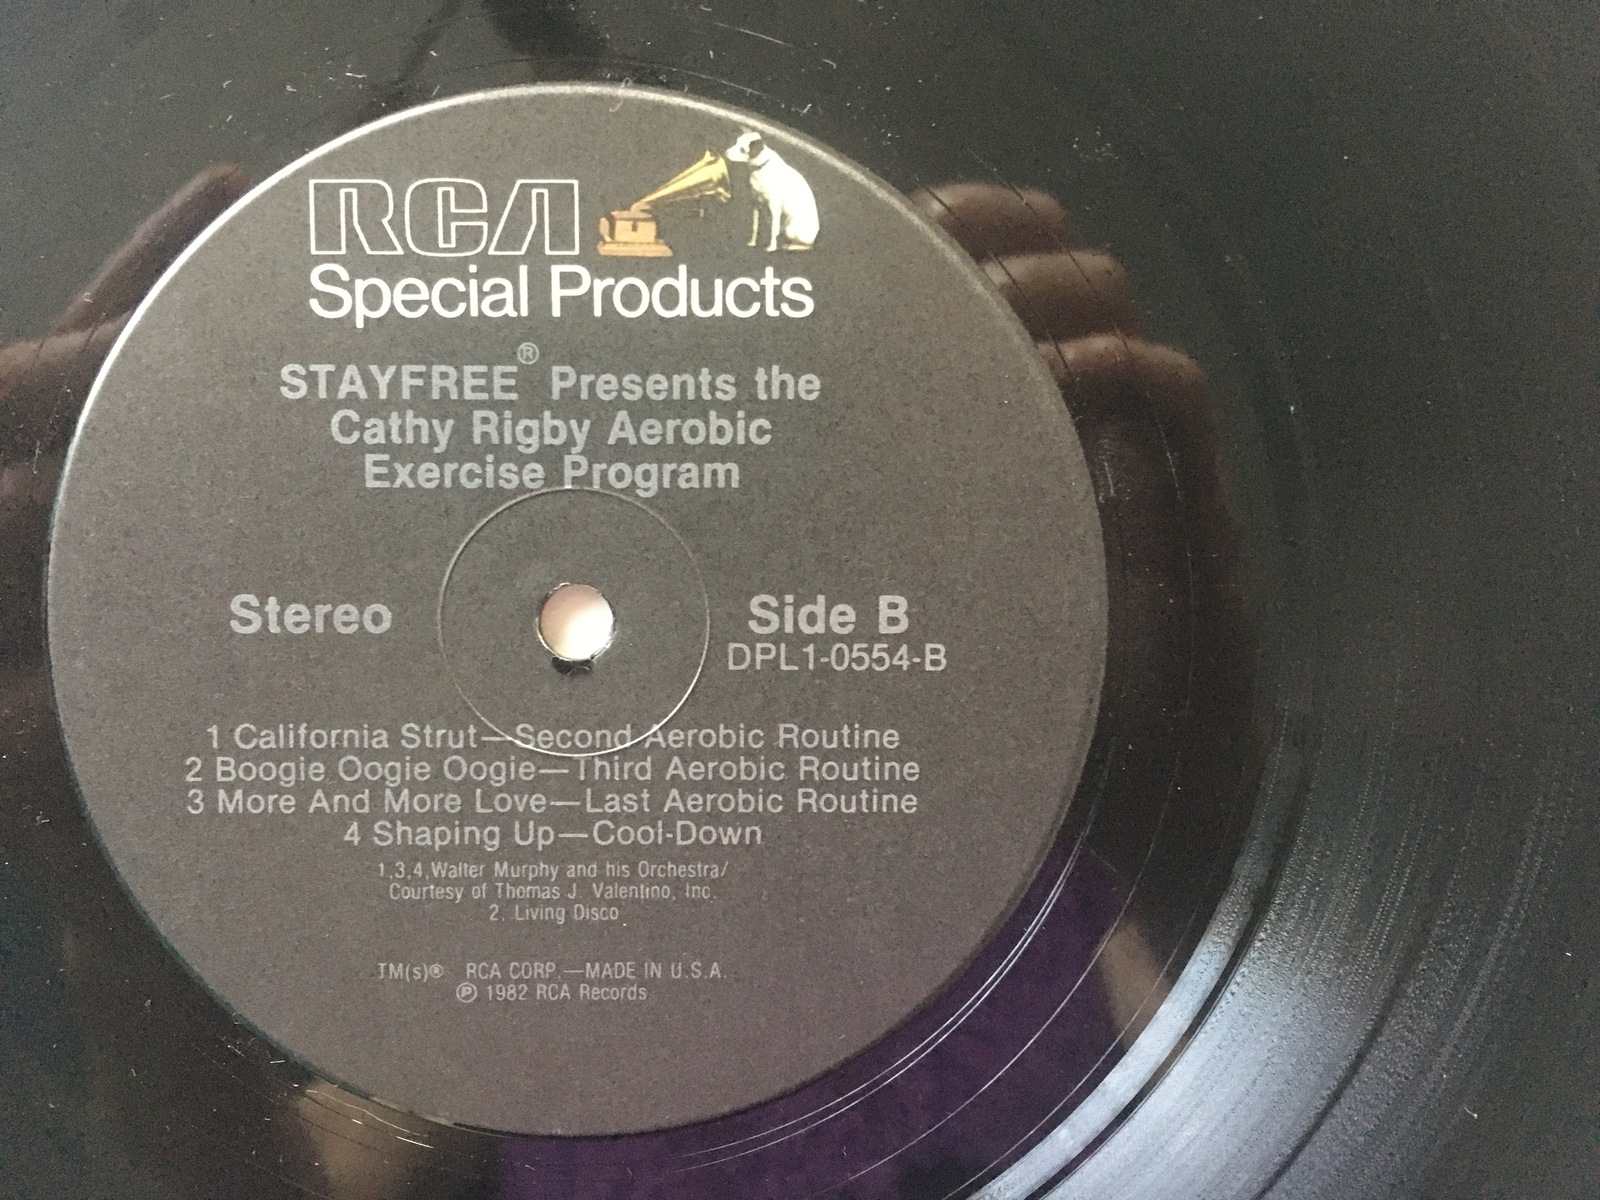 RCA
Special Products
STAYFREE® Presents the
Cathy Rigby Aerobic
Exercise Program
Stereo
Side B
DPL1-0554-B
1 California Strut—Second Aerobic Routine
2 Boogie Oogie Oogie—Third Aerobic Routine
3 More And More Love—Last Aerobic Routine
4 Shaping Up—Cool-Down
1,3,4,Walter Murphy and his Orchestra/
Courtesy of Thomas J. Valentino, Inc.
2. Living Disco
TM(s)® RCA CORP.—MADE IN U.S.A.
℗ 1982 RCA Records